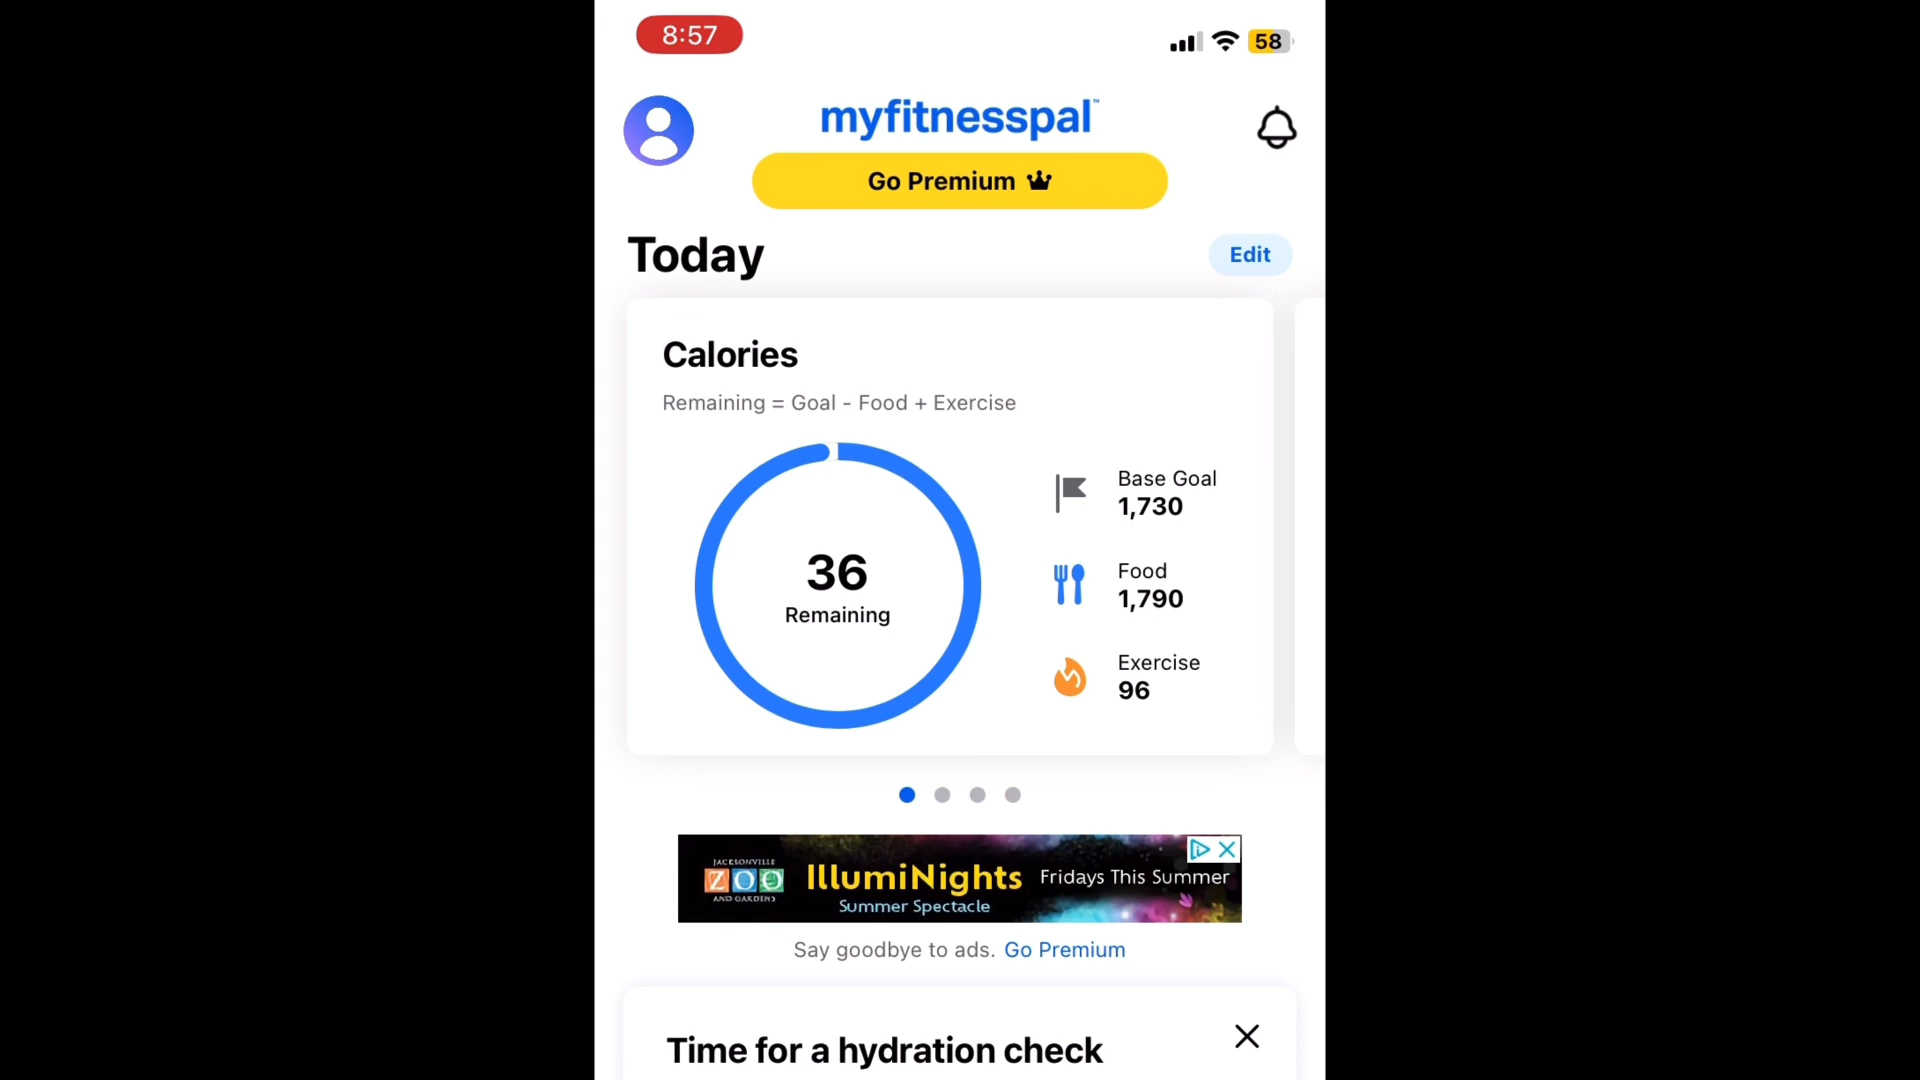 8:57
58
myfitnesspal™
Go Premium
Today
Edit
Calories
Remaining = Goal - Food + Exercise
36
Remaining
Base Goal
1,730
Food
1,790
Exercise
96
JACKSONVILLE
ZOO
AND GARDENS
IllumiNights
Summer Spectacle
Fridays This Summer
Say goodbye to ads. Go Premium
Time for a hydration check